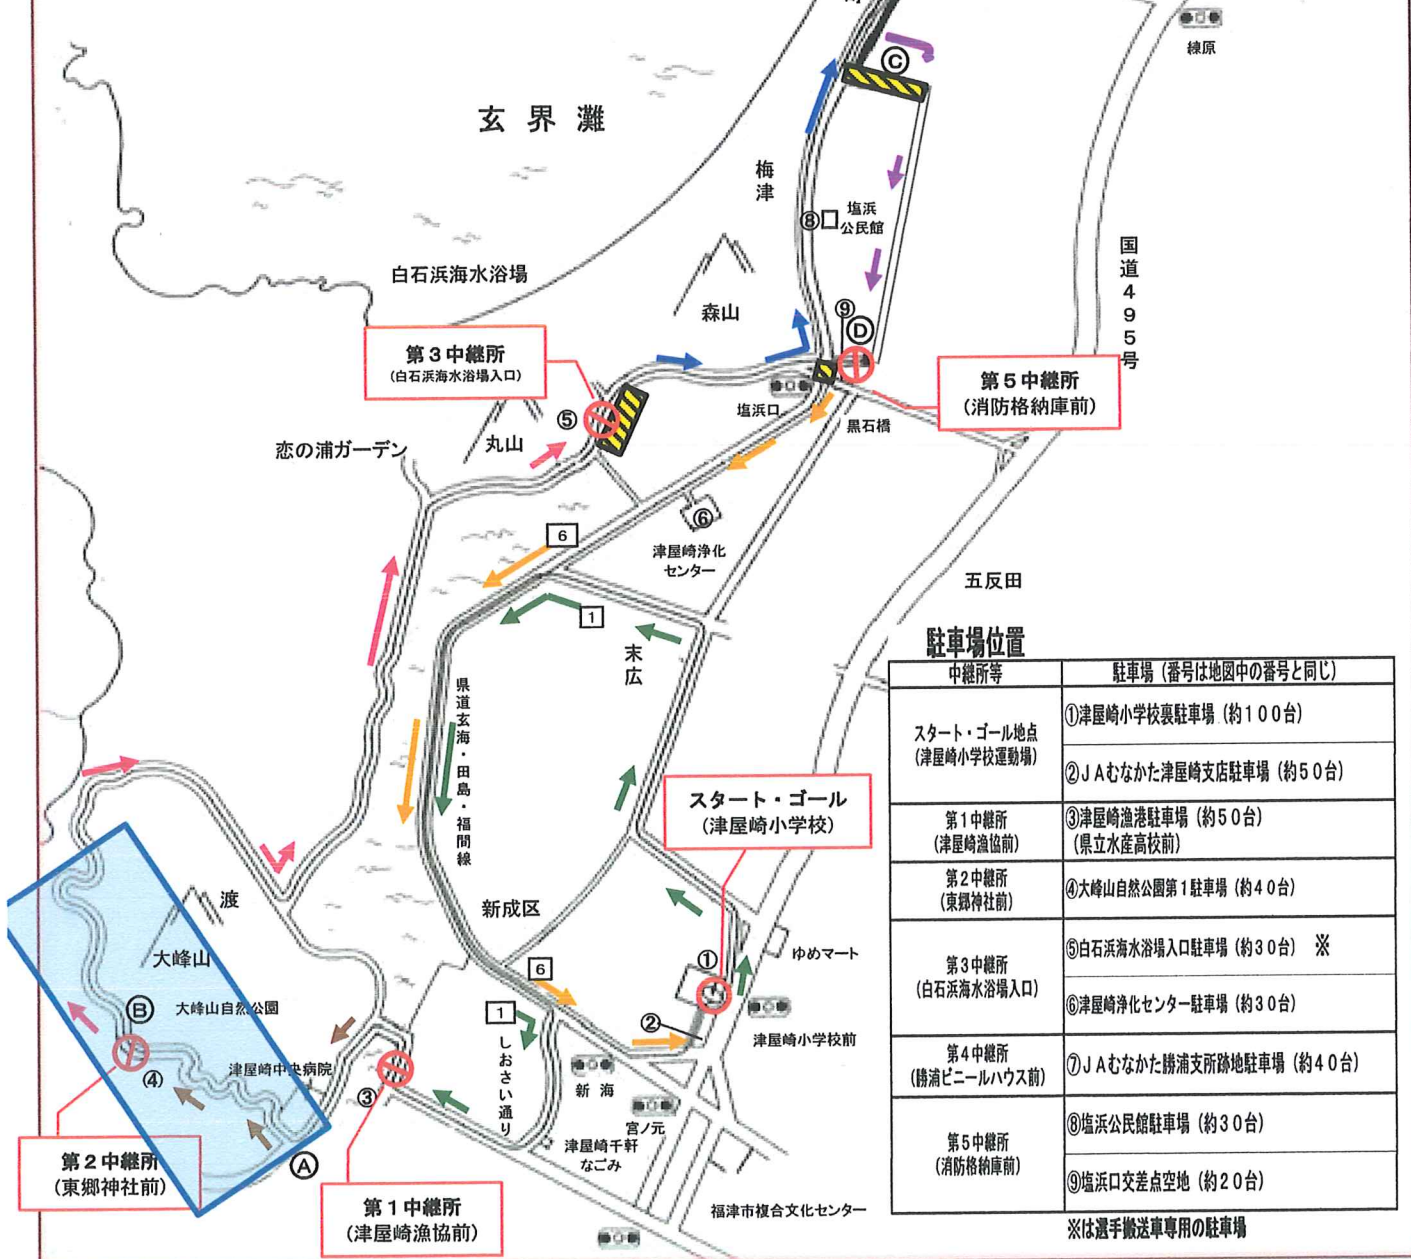 練原
Ⓒ
玄界灘
梅津
⑧
塩浜
公民館
国道495号
白石浜海水浴場
森山
⑨
Ⓓ
第3中継所
(白石浜海水浴場入口)
第5中継所
(消防格納庫前)
塩浜口
黒石橋
⑤
丸山
恋の浦ガーデン
⑥
6
津屋崎浄化
センター
五反田
1
末広
県道玄海・田島・福間線
スタート・ゴール
(津屋崎小学校)
渡
大峰山
新成区
ゆめマート
①
6
Ⓑ
大峰山自然公園
1
②
津屋崎小学校前
しおさい通り
④
津屋崎中央病院
③
新海
宮ノ元
Ⓐ
津屋崎千軒
なごみ
第2中継所
(東郷神社前)
第1中継所
(津屋崎漁協前)
福津市複合文化センター
駐車場位置
中継所等 駐車場(番号は地図中の番号と同じ)
スタート・ゴール地点
(津屋崎小学校運動場)
①津屋崎小学校裏駐車場(約100台)
②JAむなかた津屋崎支店駐車場(約50台)
第1中継所
(津屋崎漁協前)
③津屋崎漁港駐車場(約50台)
(県立水産高校前)
第2中継所
(東郷神社前)
④大峰山自然公園第1駐車場(約40台)
第3中継所
(白石浜海水浴場入口)
⑤白石浜海水浴場入口駐車場(約30台) ※
⑥津屋崎浄化センター駐車場(約30台)
第4中継所
(勝浦ビニールハウス前)
⑦JAむなかた勝浦支所跡地駐車場(約40台)
第5中継所
(消防格納庫前)
⑧塩浜公民館駐車場(約30台)
⑨塩浜口交差点空地(約20台)
※は選手搬送車専用の駐車場